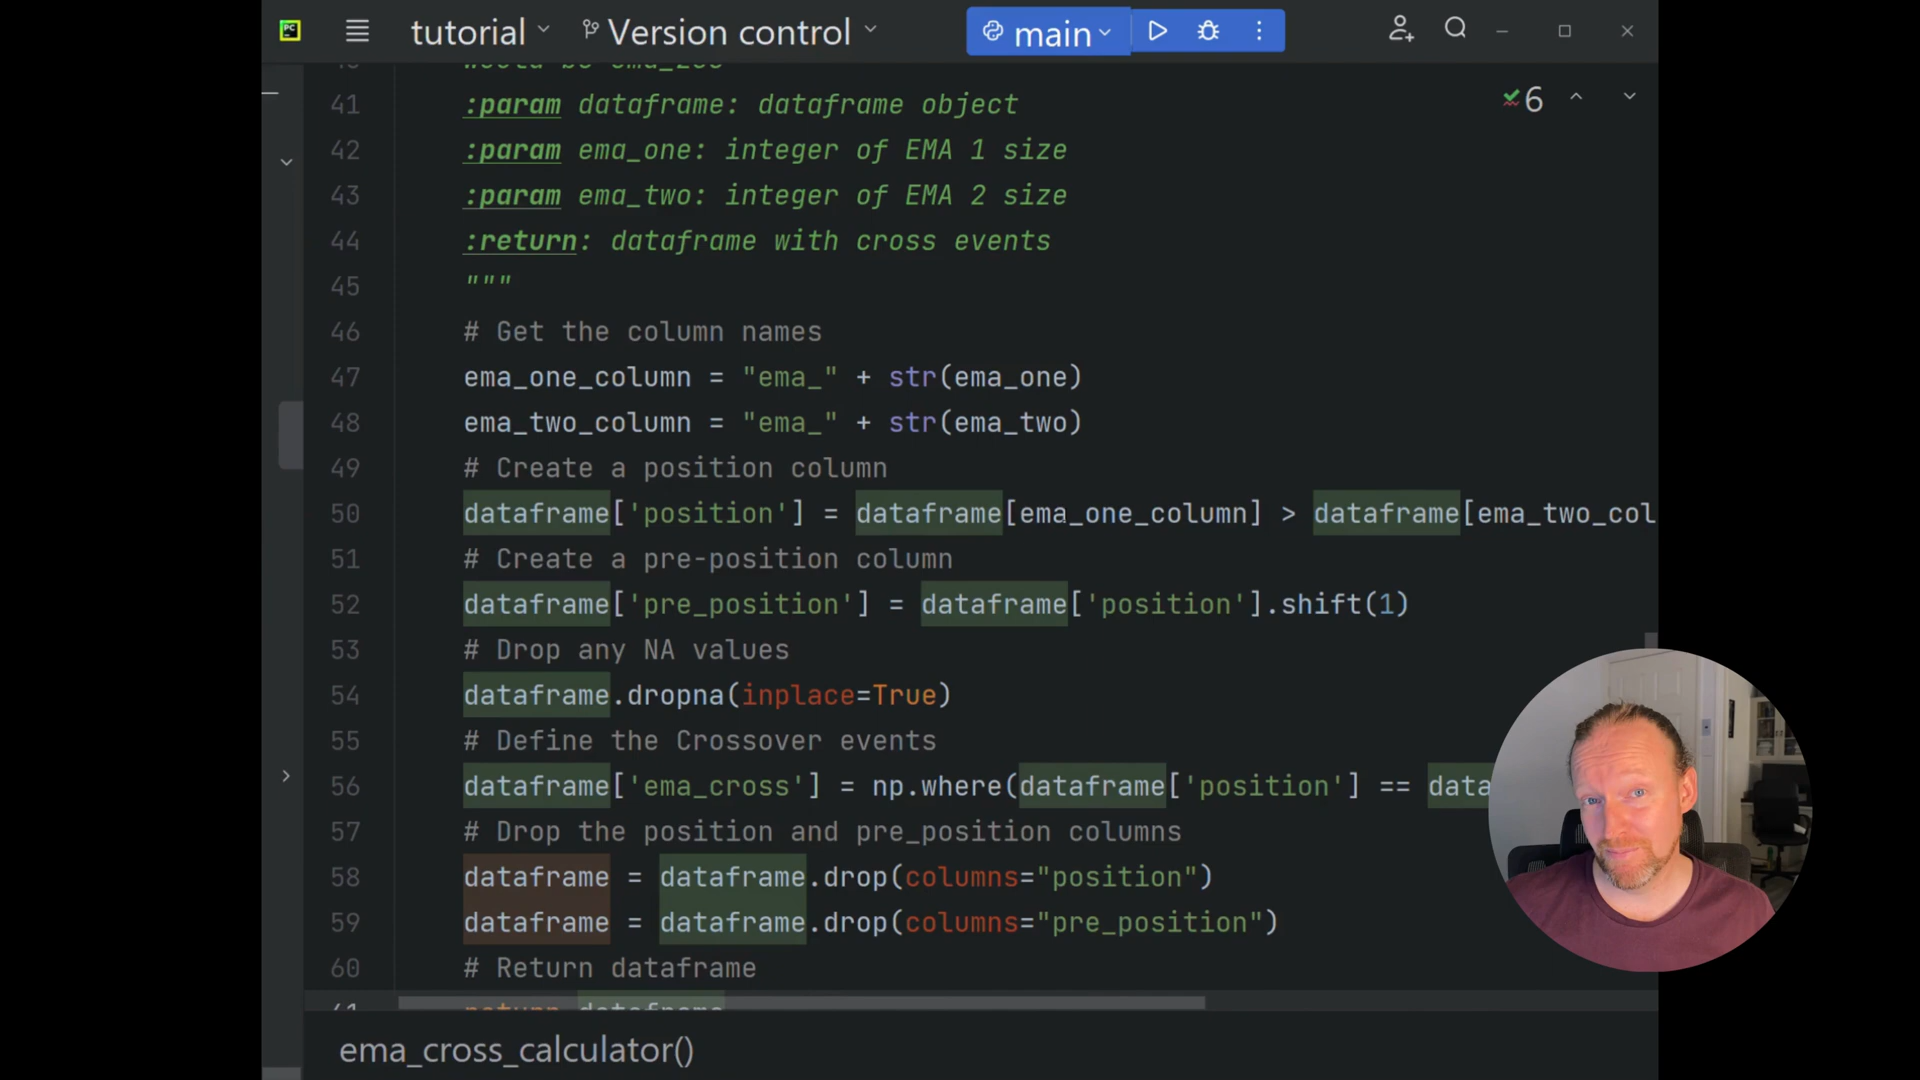 PC
tutorial
Version control
main
41 :param dataframe: dataframe object
42 :param ema_one: integer of EMA 1 size
43 :param ema_two: integer of EMA 2 size
44 :return: dataframe with cross events
45 """
46 # Get the column names
47 ema_one_column = "ema_" + str(ema_one)
48 ema_two_column = "ema_" + str(ema_two)
49 # Create a position column
50 dataframe['position'] = dataframe[ema_one_column] > dataframe[ema_two_col
51 # Create a pre-position column
52 dataframe['pre_position'] = dataframe['position'].shift(1)
53 # Drop any NA values
54 dataframe.dropna(inplace=True)
55 # Define the Crossover events
56 dataframe['ema_cross'] = np.where(dataframe['position'] == data
57 # Drop the position and pre_position columns
58 dataframe = dataframe.drop(columns="position")
59 dataframe = dataframe.drop(columns="pre_position")
60 # Return dataframe
61 return dataframe
6
ema_cross_calculator()